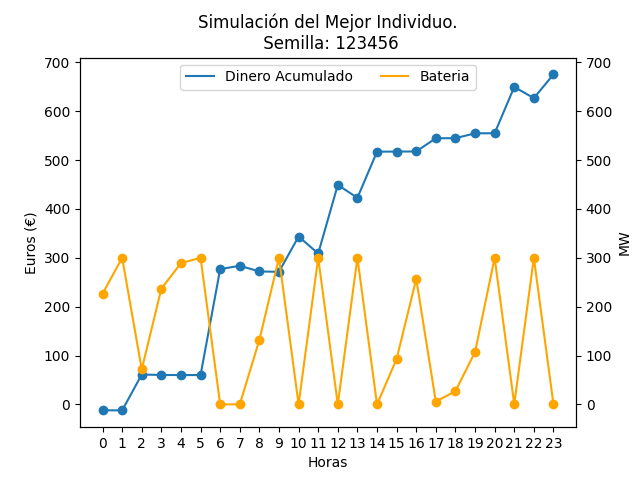 Simulación del Mejor Individuo.
Semilla: 123456
Dinero Acumulado
Bateria
700
600
500
400
300
200
100
0
Euros (€)
700
600
500
400
300
200
100
0
MW
0 1 2 3 4 5 6 7 8 9 10 11 12 13 14 15 16 17 18 19 20 21 22 23
Horas